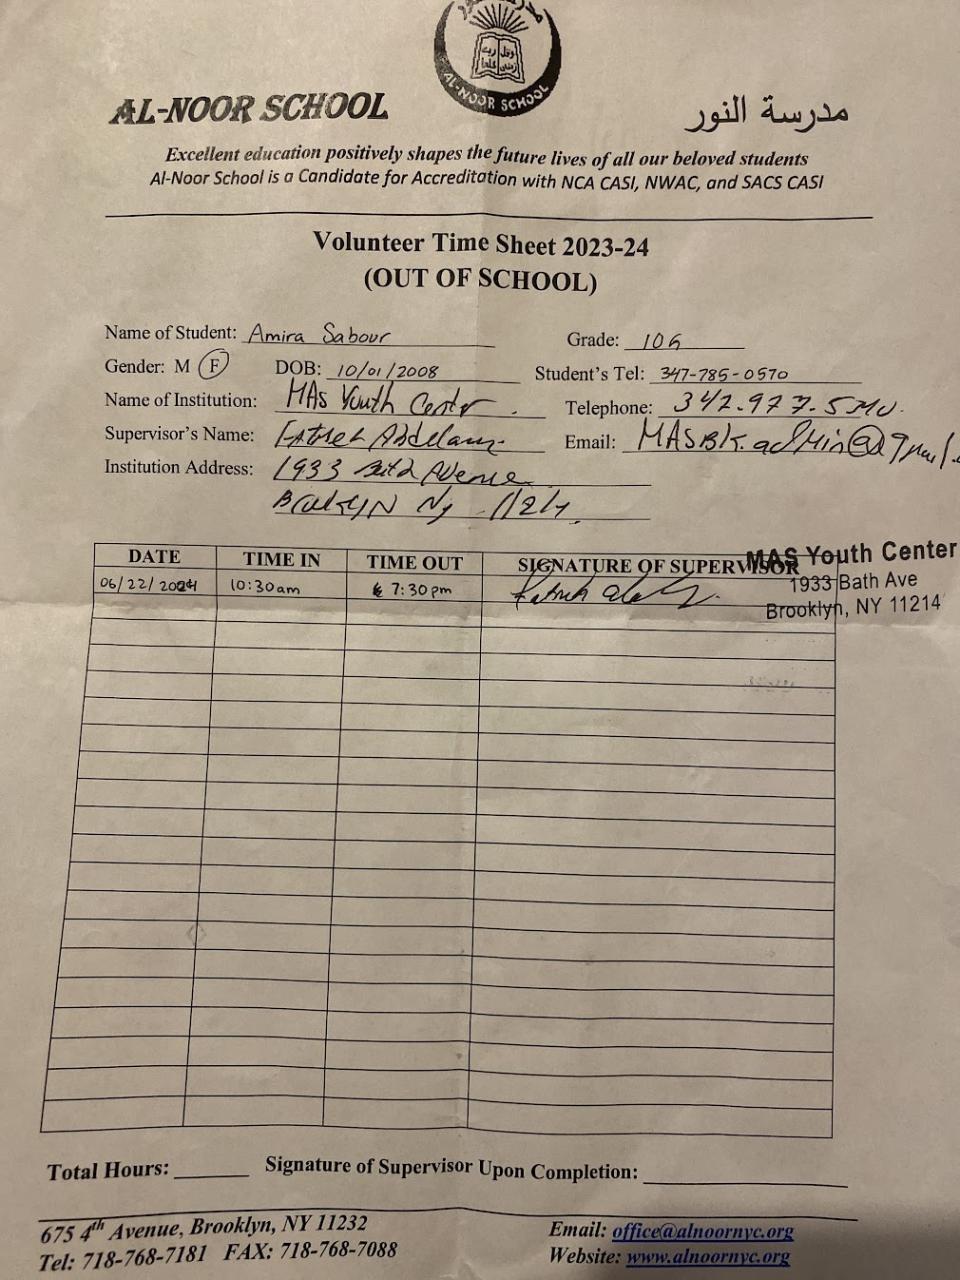 AL-NOOR SCHOOL
AL-NOOR SCHOOL مدرسة النور
Excellent education positively shapes the future lives of all our beloved students
Al-Noor School is a Candidate for Accreditation with NCA CASI, NWAC, and SACS CASI
Volunteer Time Sheet 2023-24
(OUT OF SCHOOL)
Name of Student: Amira Sabour Grade: 10G
Gender: M F DOB: 10/01/2008 Student's Tel: 347-785-0570
Name of Institution: MAS Youth Center Telephone:
Supervisor's Name: Email: MASBK.admin@gmail.
Institution Address: 1933 Avenue
Brooklyn Ny
DATE TIME IN TIME OUT SIGNATURE OF SUPERVISOR
06/22/2024 10:30am 7:30pm
MAS Youth Center
1933 Bath Ave
Brooklyn, NY 11214
Total Hours: Signature of Supervisor Upon Completion:
675 4th Avenue, Brooklyn, NY 11232 Email: office@alnoornyc.org
Tel: 718-768-7181 FAX: 718-768-7088 Website: www.alnoornyc.org